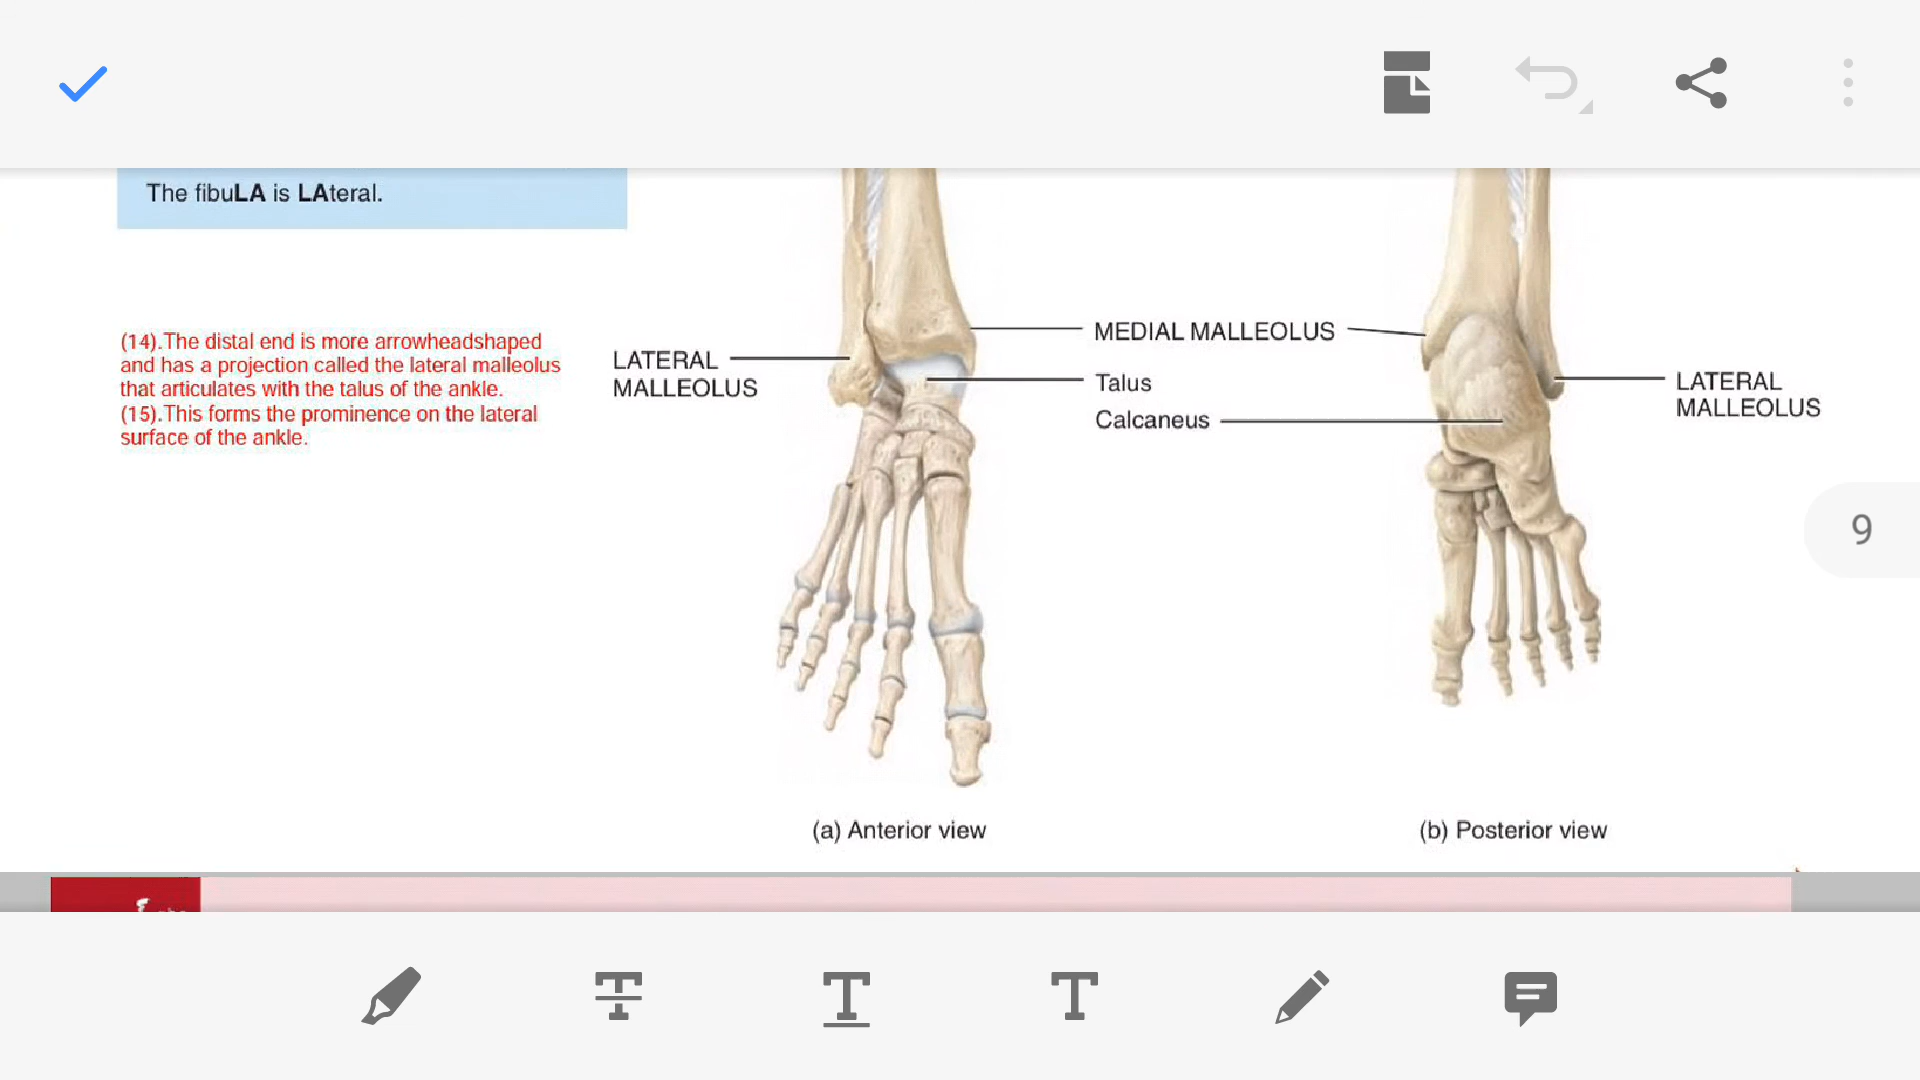 The fibuLA is LAteral.
(14).The distal end is more arrowheadshaped
and has a projection called the lateral malleolus
that articulates with the talus of the ankle.
(15).This forms the prominence on the lateral
surface of the ankle.
LATERAL
MALLEOLUS
MEDIAL MALLEOLUS
Talus
Calcaneus
LATERAL
MALLEOLUS
9
(a) Anterior view
(b) Posterior view